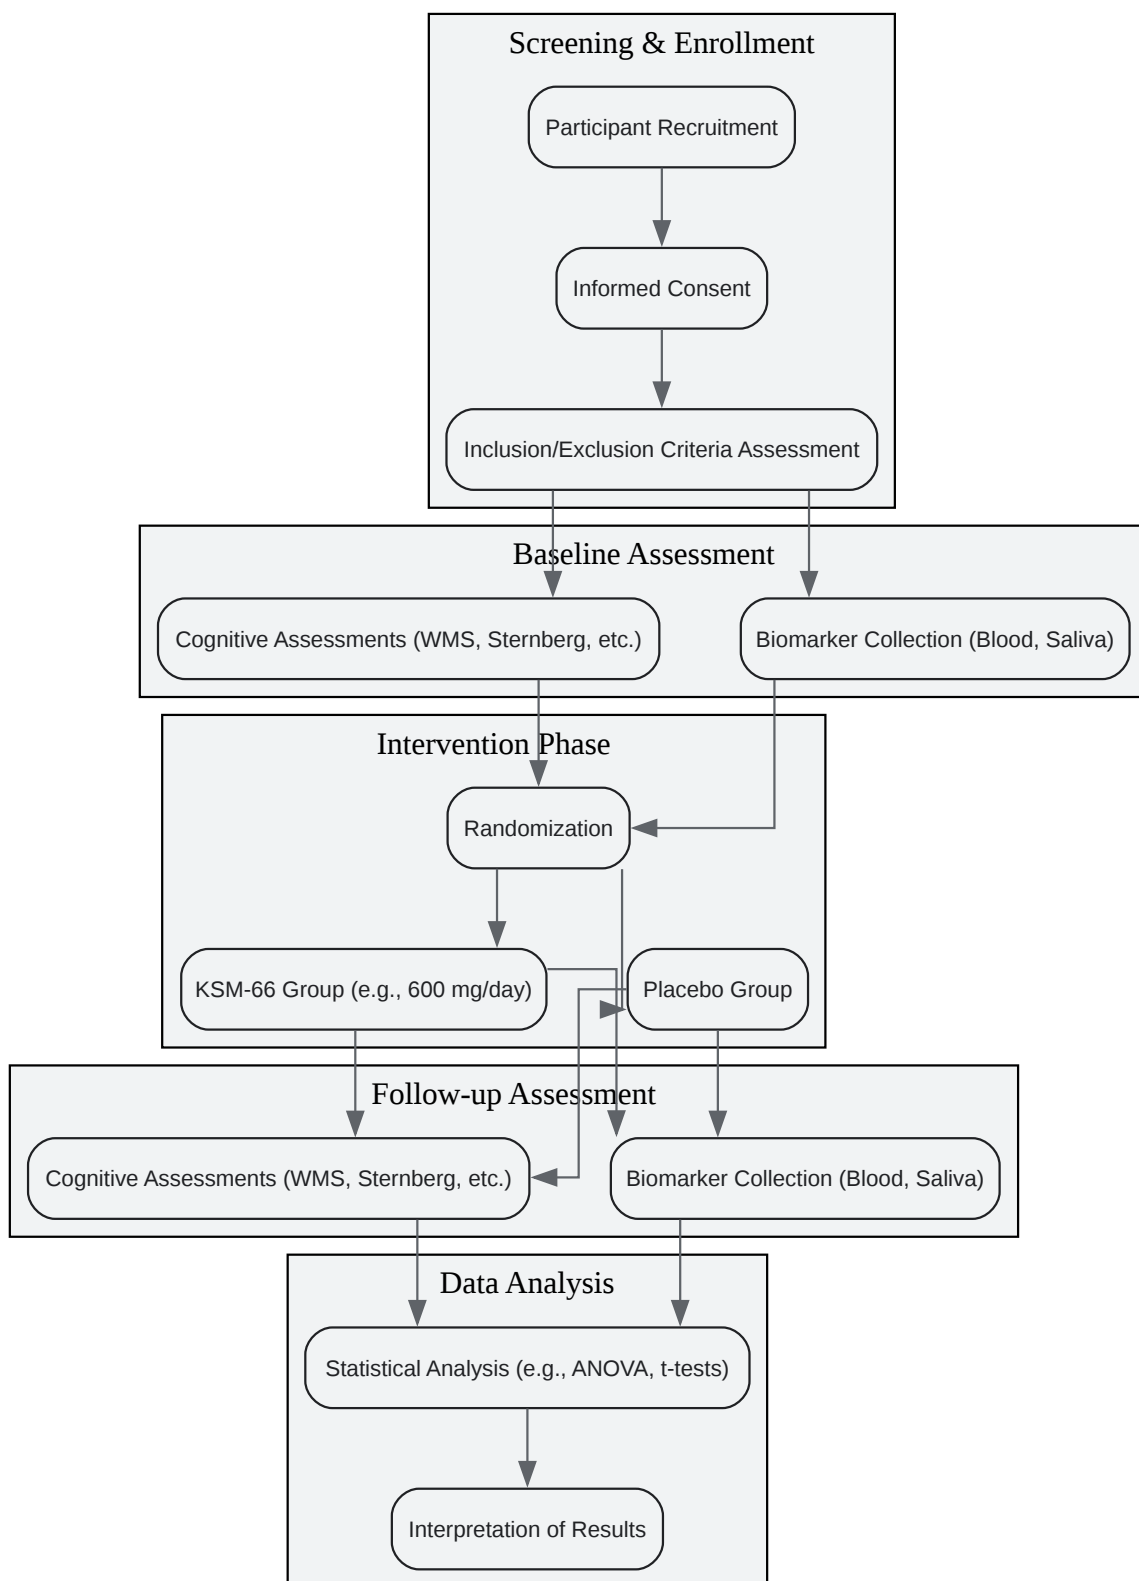 Screening & Enrollment
Participant Recruitment
Informed Consent
Inclusion/Exclusion Criteria Assessment
Baseline Assessment
Cognitive Assessments (WMS, Sternberg, etc.)
Biomarker Collection (Blood, Saliva)
Intervention Phase
Randomization
KSM-66 Group (e.g., 600 mg/day)
Placebo Group
Follow-up Assessment
Cognitive Assessments (WMS, Sternberg, etc.)
Biomarker Collection (Blood, Saliva)
Data Analysis
Statistical Analysis (e.g., ANOVA, t-tests)
Interpretation of Results